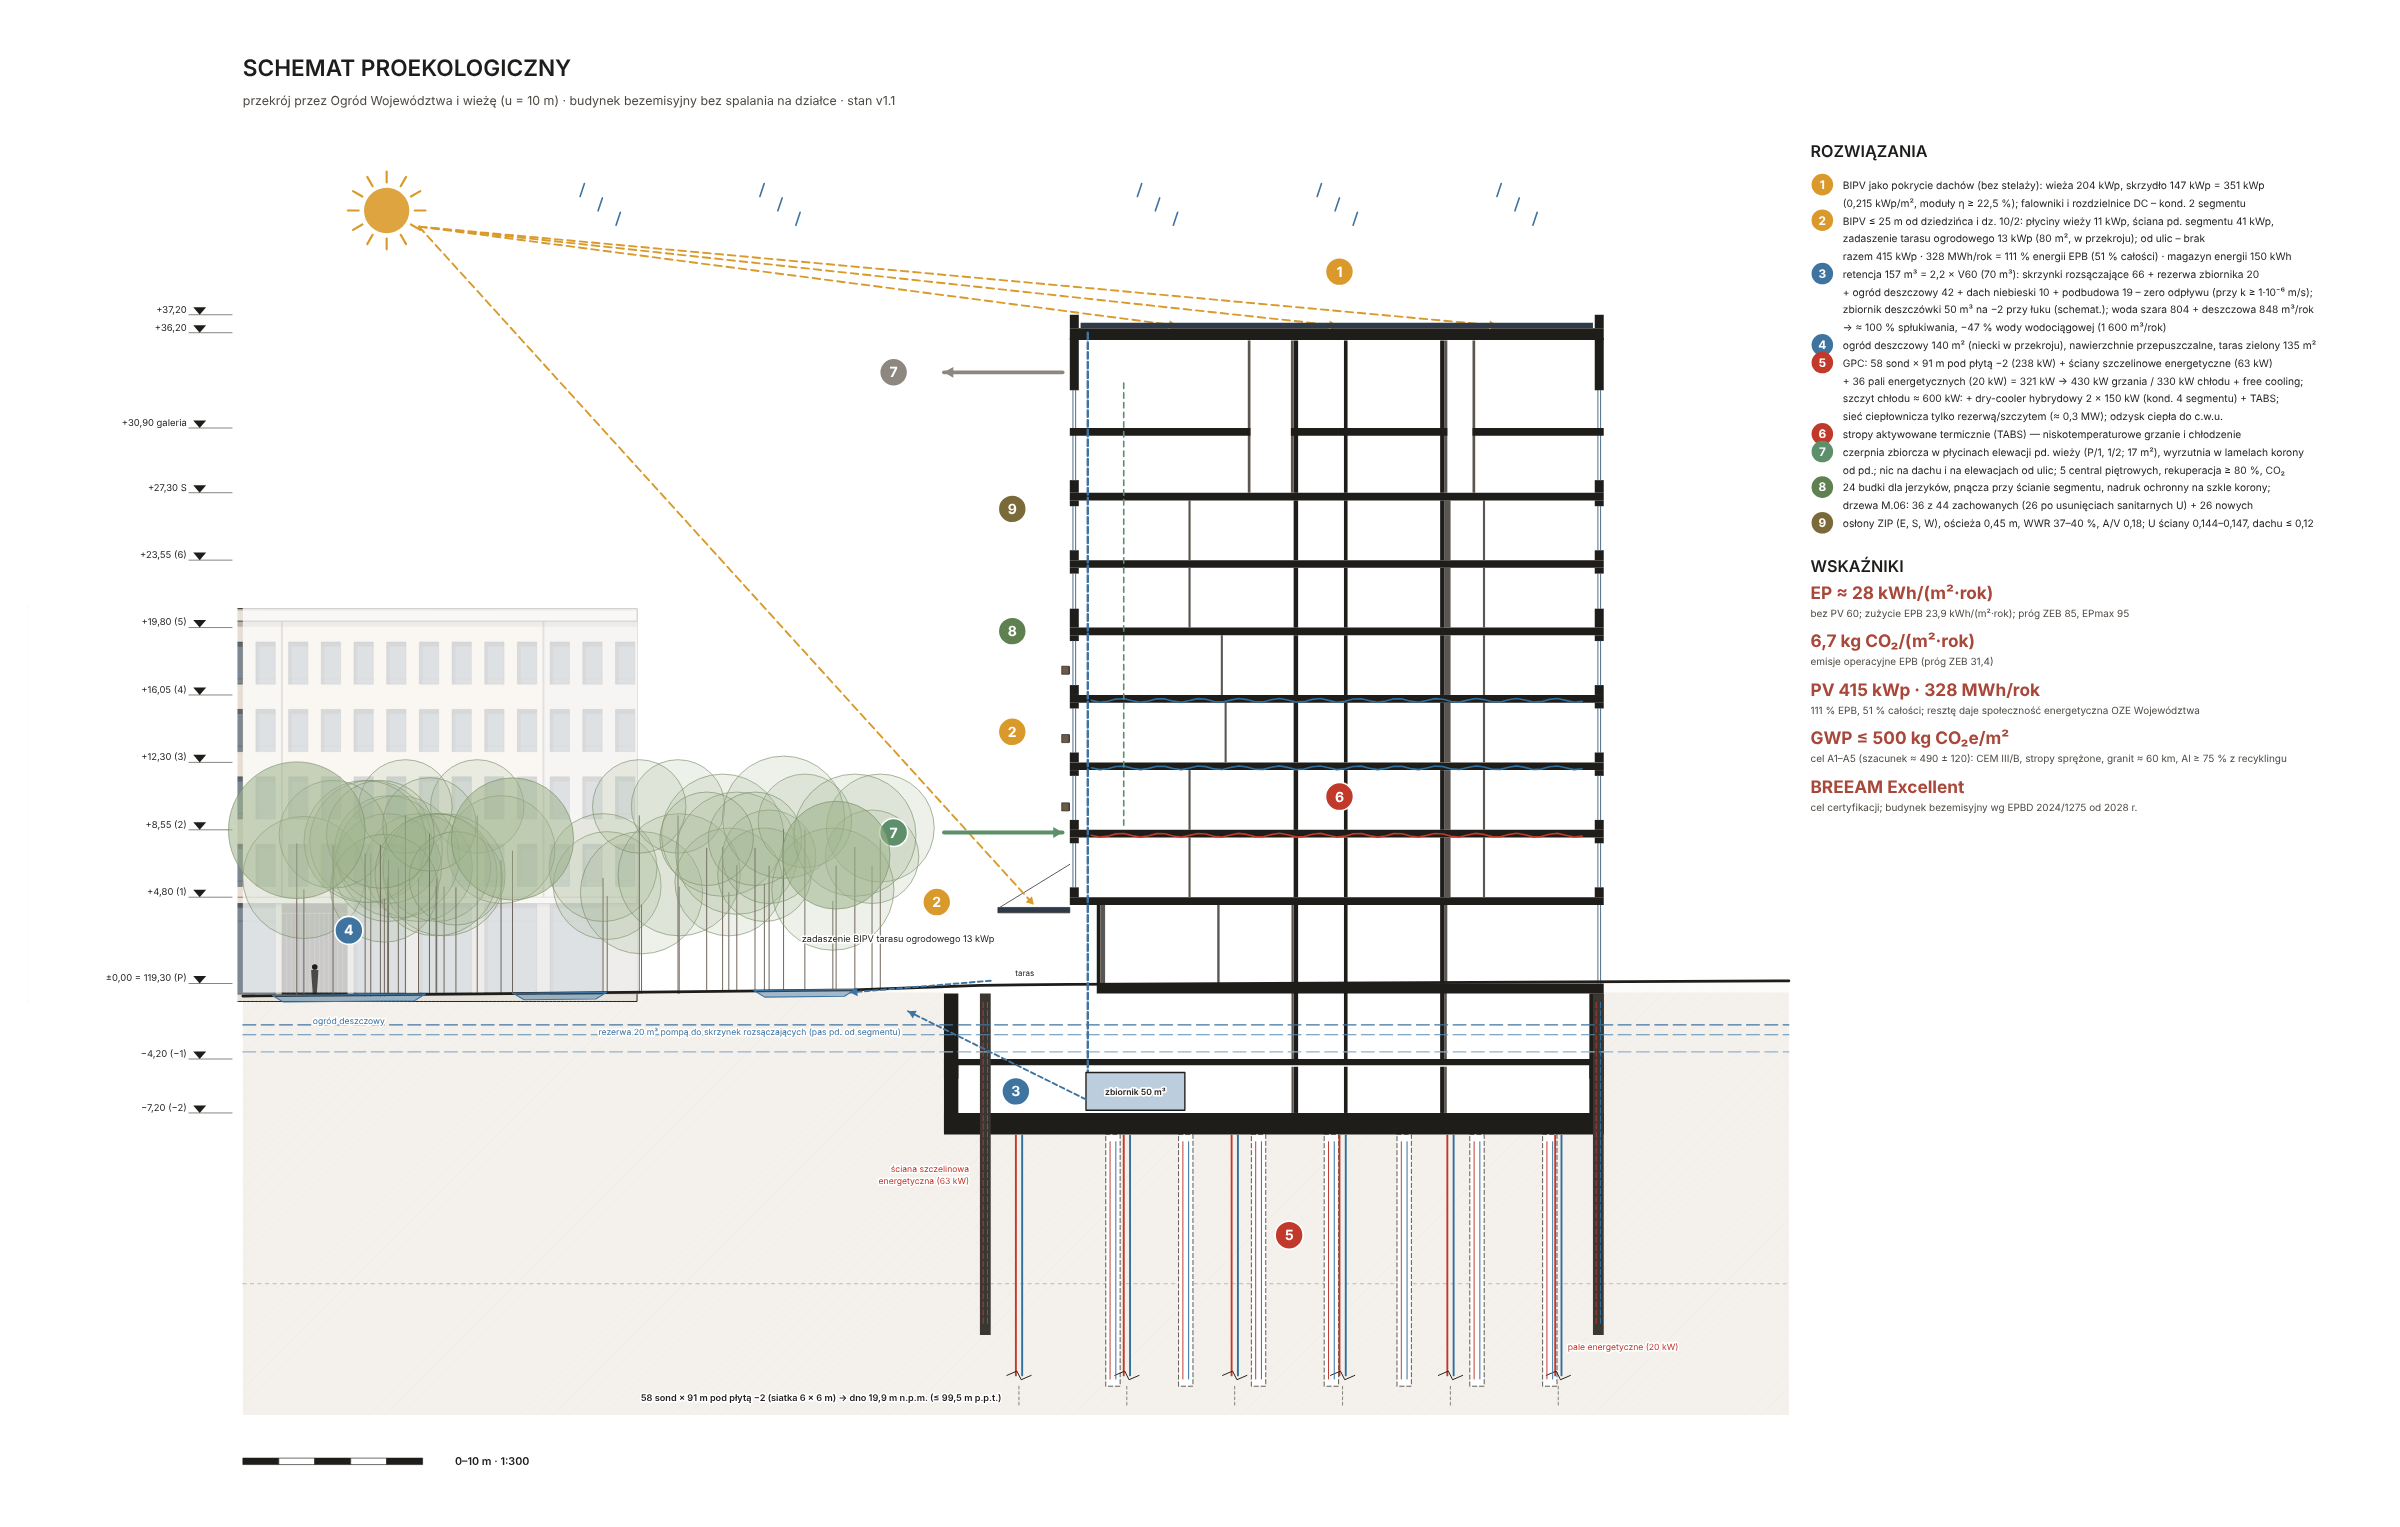 SCHEMAT PROEKOLOGICZNY
przekrój przez Ogród Województwa i wieżę (u = 10 m) · budynek bezemisyjny bez spalania na działce · stan v1.1
ROZWIĄZANIA
1 BIPV jako pokrycie dachów (bez stelaży): wieża 204 kWp, skrzydło 147 kWp = 351 kWp
(0,215 kWp/m², moduły η ≥ 22,5 %); falowniki i rozdzielnice DC – kond. 2 segmentu
2 BIPV ≤ 25 m od dziedzińca i dz. 10/2: płyciny wieży 11 kWp, ściana pd. segmentu 41 kWp,
zadaszenie tarasu ogrodowego 13 kWp (80 m², w przekroju); od ulic – brak
razem 415 kWp · 328 MWh/rok = 111 % energii EPB (51 % całości) · magazyn energii 150 kWh
3 retencja 157 m³ = 2,2 × V60 (70 m³): skrzynki rozsączające 66 + rezerwa zbiornika 20
+ ogród deszczowy 42 + dach niebieski 10 + podbudowa 19 – zero odpływu (przy k ≥ 1·10⁻⁶ m/s);
zbiornik deszczówki 50 m³ na −2 przy łuku (schemat.); woda szara 804 + deszczowa 848 m³/rok
→ ≈ 100 % spłukiwania, −47 % wody wodociągowej (1 600 m³/rok)
4 ogród deszczowy 140 m² (niecki w przekroju), nawierzchnie przepuszczalne, taras zielony 135 m²
5 GPC: 58 sond × 91 m pod płytą −2 (238 kW) + ściany szczelinowe energetyczne (63 kW)
+ 36 pali energetycznych (20 kW) = 321 kW → 430 kW grzania / 330 kW chłodu + free cooling;
szczyt chłodu ≈ 600 kW: + dry-cooler hybrydowy 2 × 150 kW (kond. 4 segmentu) + TABS;
sieć ciepłownicza tylko rezerwą/szczytem (≈ 0,3 MW); odzysk ciepła do c.w.u.
6 stropy aktywowane termicznie (TABS) — niskotemperaturowe grzanie i chłodzenie
7 czerpnia zbiorcza w płycinach elewacji pd. wieży (P/1, 1/2; 17 m²), wyrzutnia w lamelach korony
od pd.; nic na dachu i na elewacjach od ulic; 5 central piętrowych, rekuperacja ≥ 80 %, CO₂
8 24 budki dla jerzyków, pnącza przy ścianie segmentu, nadruk ochronny na szkle korony;
drzewa M.06: 36 z 44 zachowanych (26 po usunięciach sanitarnych U) + 26 nowych
9 osłony ZIP (E, S, W), ościeża 0,45 m, WWR 37–40 %, A/V 0,18; U ściany 0,144–0,147, dachu ≤ 0,12
WSKAŹNIKI
EP ≈ 28 kWh/(m²·rok)
bez PV 60; zużycie EPB 23,9 kWh/(m²·rok); próg ZEB 85, EPmax 95
6,7 kg CO₂/(m²·rok)
emisje operacyjne EPB (próg ZEB 31,4)
PV 415 kWp · 328 MWh/rok
111 % EPB, 51 % całości; resztę daje społeczność energetyczna OZE Województwa
GWP ≤ 500 kg CO₂e/m²
cel A1–A5 (szacunek ≈ 490 ± 120): CEM III/B, stropy sprężone, granit ≈ 60 km, Al ≥ 75 % z recyklingu
BREEAM Excellent
cel certyfikacji; budynek bezemisyjny wg EPBD 2024/1275 od 2028 r.
1
+37,20
+36,20
7
+30,90 galeria
+27,30 S
9
+23,55 (6)
+19,80 (5)
8
+16,05 (4)
2
+12,30 (3)
6
+8,55 (2)
7
+4,80 (1)
2
4
zadaszenie BIPV tarasu ogrodowego 13 kWp
taras
±0,00 = 119,30 (P)
ogród deszczowy
rezerwa 20 m³ pompą do skrzynek rozsączających (pas pd. od segmentu)
−4,20 (−1)
3
zbiornik 50 m³
−7,20 (−2)
ściana szczelinowa
energetyczna (63 kW)
5
pale energetyczne (20 kW)
58 sond × 91 m pod płytą −2 (siatka 6 × 6 m) → dno 19,9 m n.p.m. (≤ 99,5 m p.p.t.)
0–10 m · 1:300